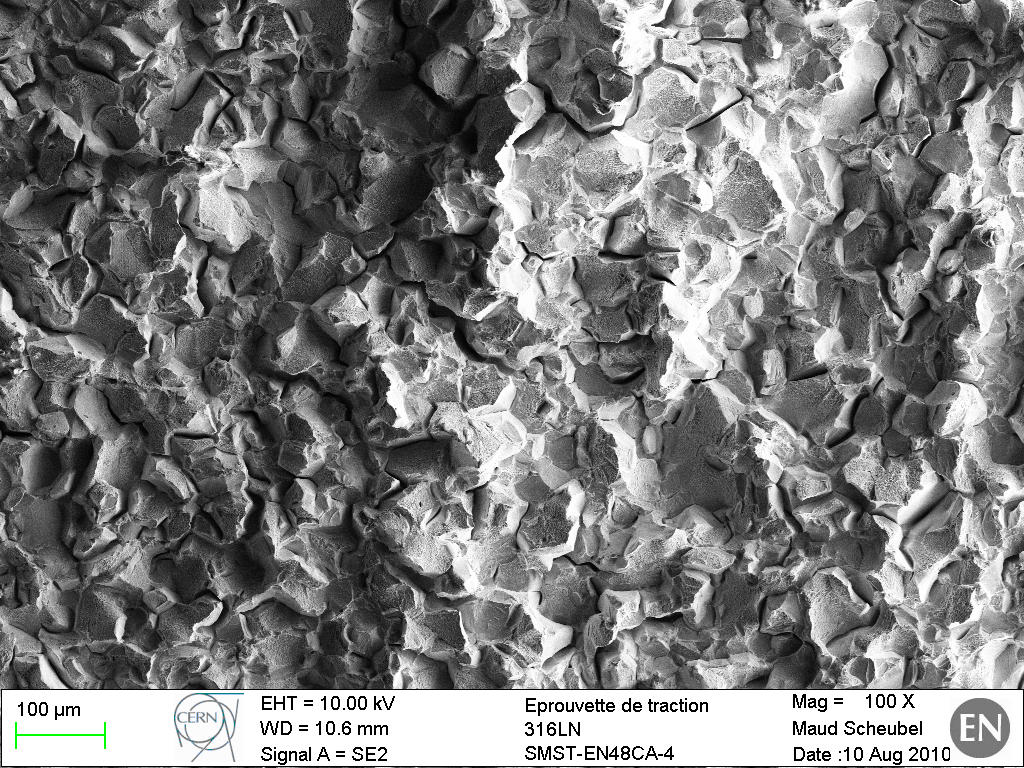 100 µm
CERN
EHT = 10.00 kV
WD = 10.6 mm
Signal A = SE2
Eprouvette de traction
316LN
SMST-EN48CA-4
Mag = 100 X
Maud Scheubel
Date :10 Aug 2010
EN